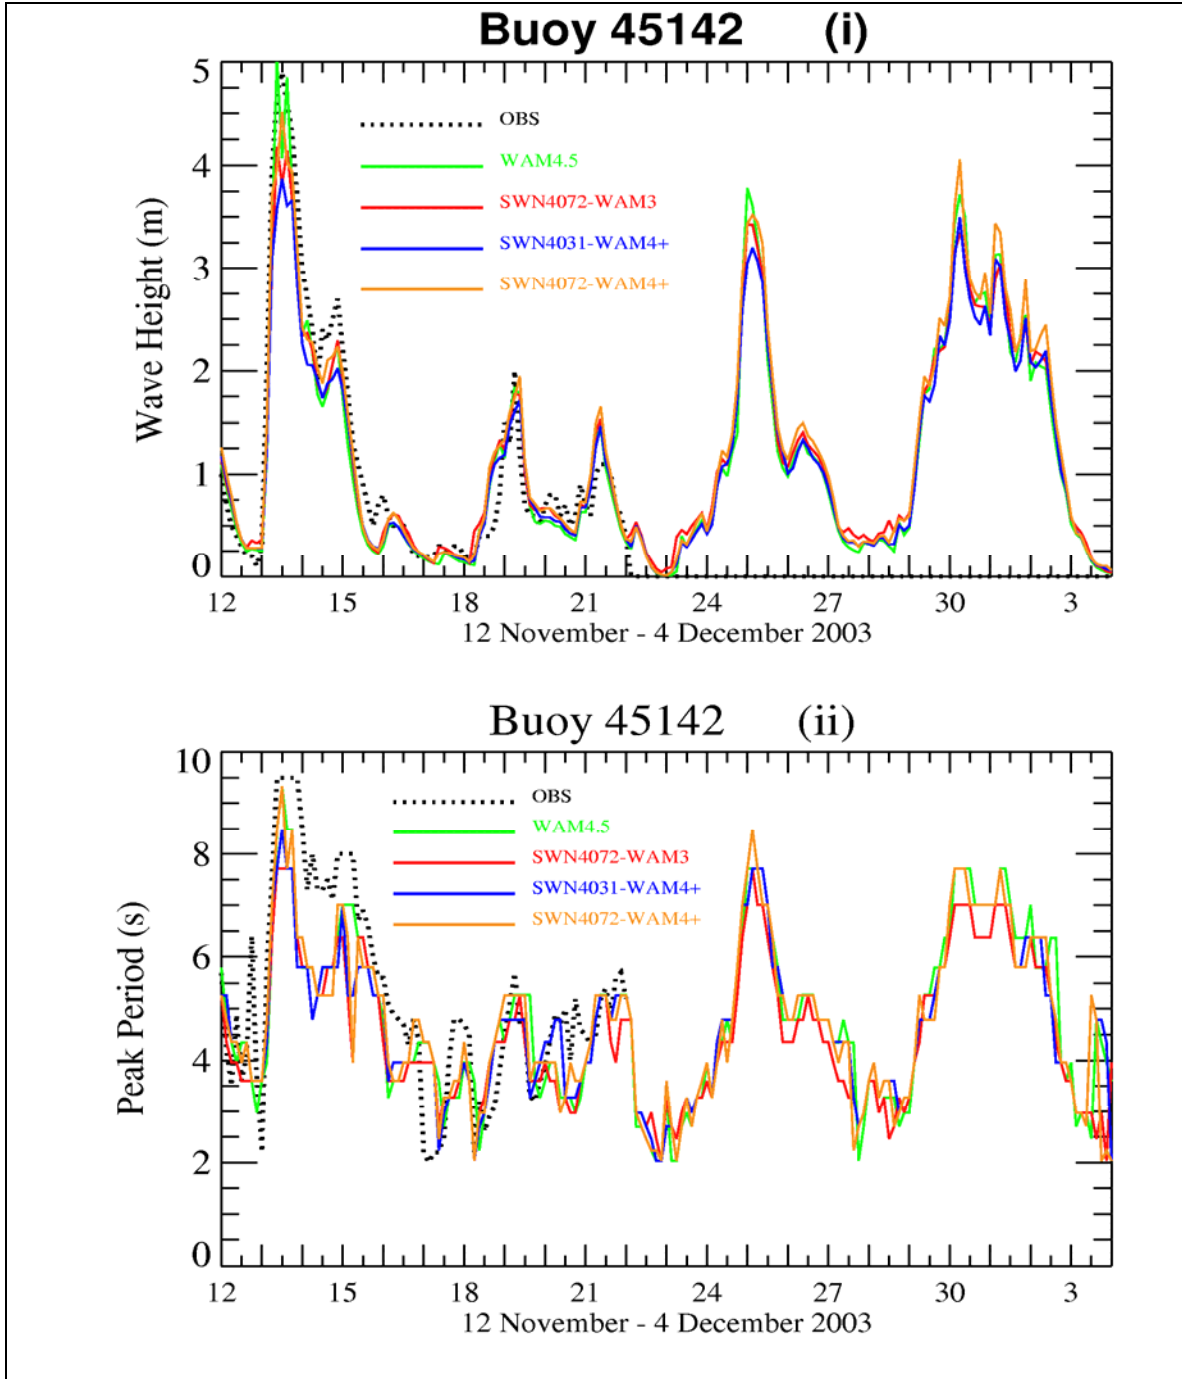 Buoy 45142 (i)
5
4
3
2
1
0
Wave Height (m)
OBS
WAM4.5
SWN4072-WAM3
SWN4031-WAM4+
SWN4072-WAM4+
12 15 18 21 24 27 30 3
12 November - 4 December 2003
Buoy 45142 (ii)
10
8
6
4
2
0
Peak Period (s)
OBS
WAM4.5
SWN4072-WAM3
SWN4031-WAM4+
SWN4072-WAM4+
12 15 18 21 24 27 30 3
12 November - 4 December 2003